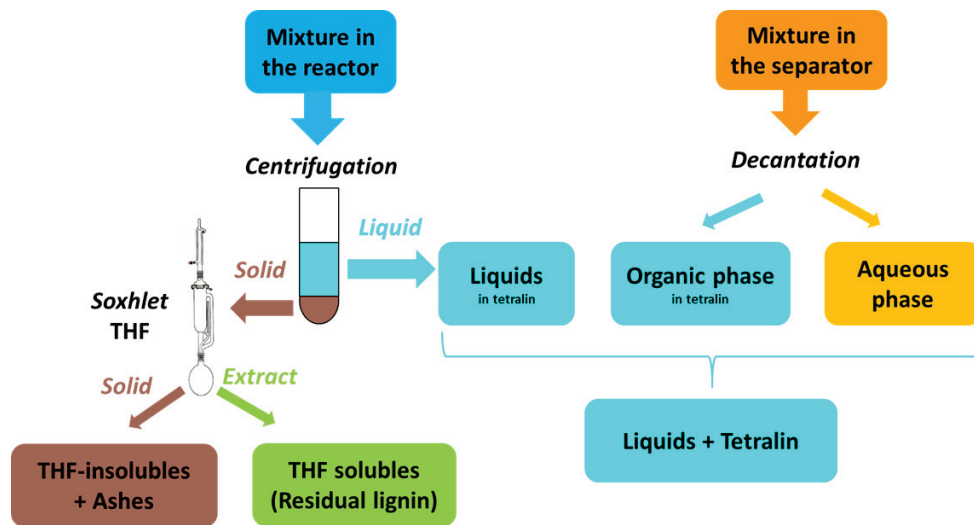 Mixture in
the reactor
Mixture in
the separator
Centrifugation
Decantation
Liquid
Solid
Soxhlet
THF
Liquids
in tetralin
Organic phase
in tetralin
Aqueous
phase
Solid
Extract
THF-insolubles
+ Ashes
THF solubles
(Residual lignin)
Liquids + Tetralin